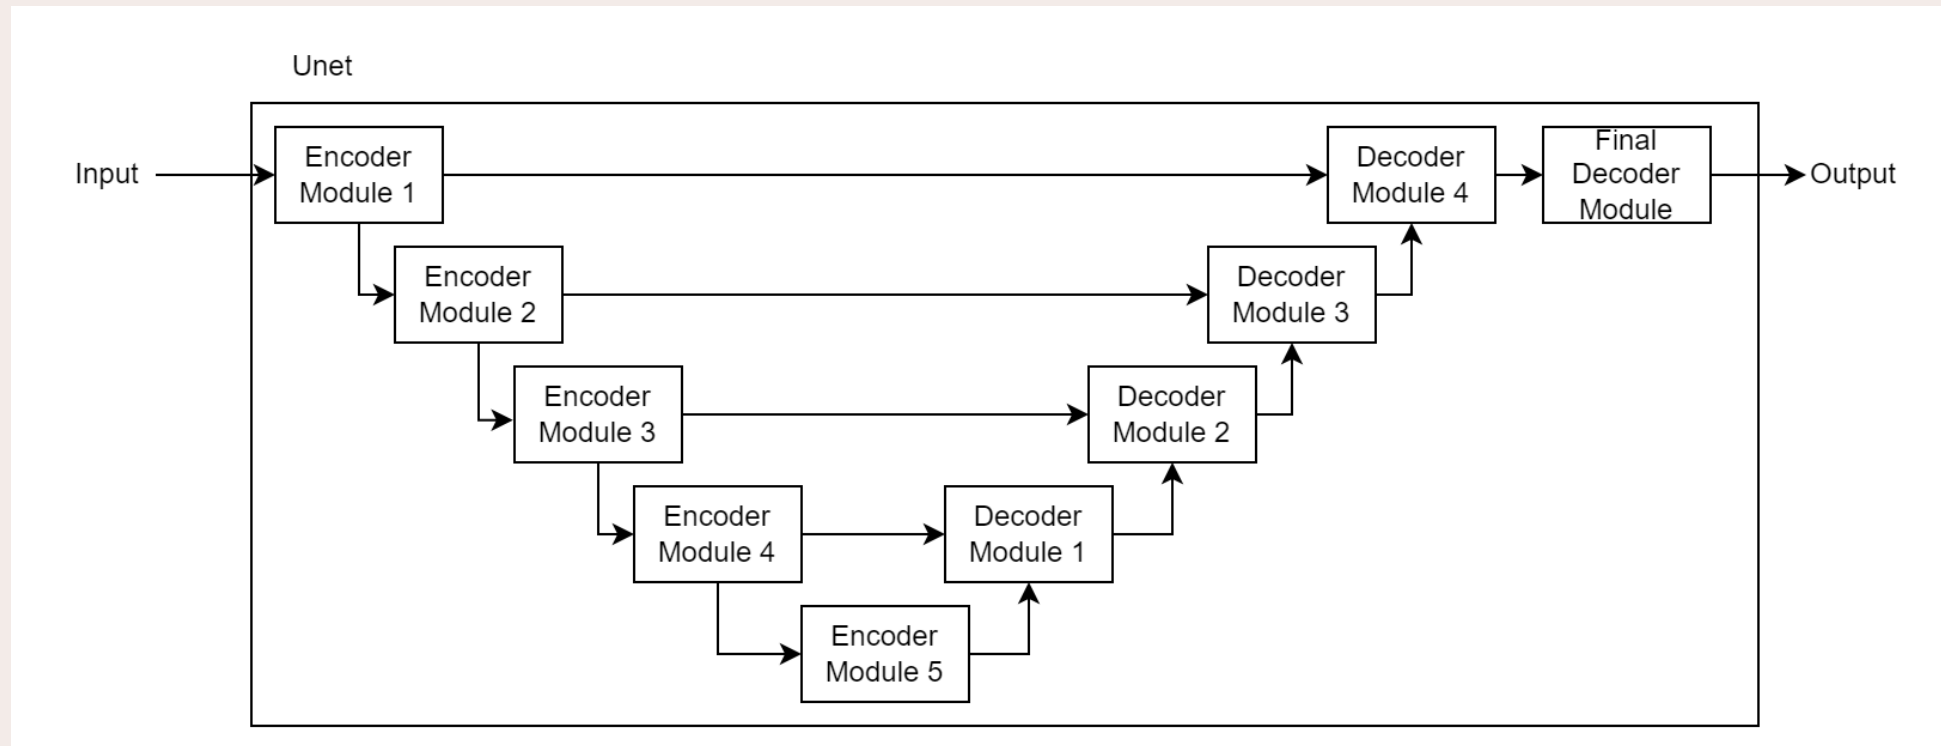 Unet
Input
Encoder
Module 1
Decoder
Module 4
Final
Decoder
Module
Output
Encoder
Module 2
Decoder
Module 3
Encoder
Module 3
Decoder
Module 2
Encoder
Module 4
Decoder
Module 1
Encoder
Module 5